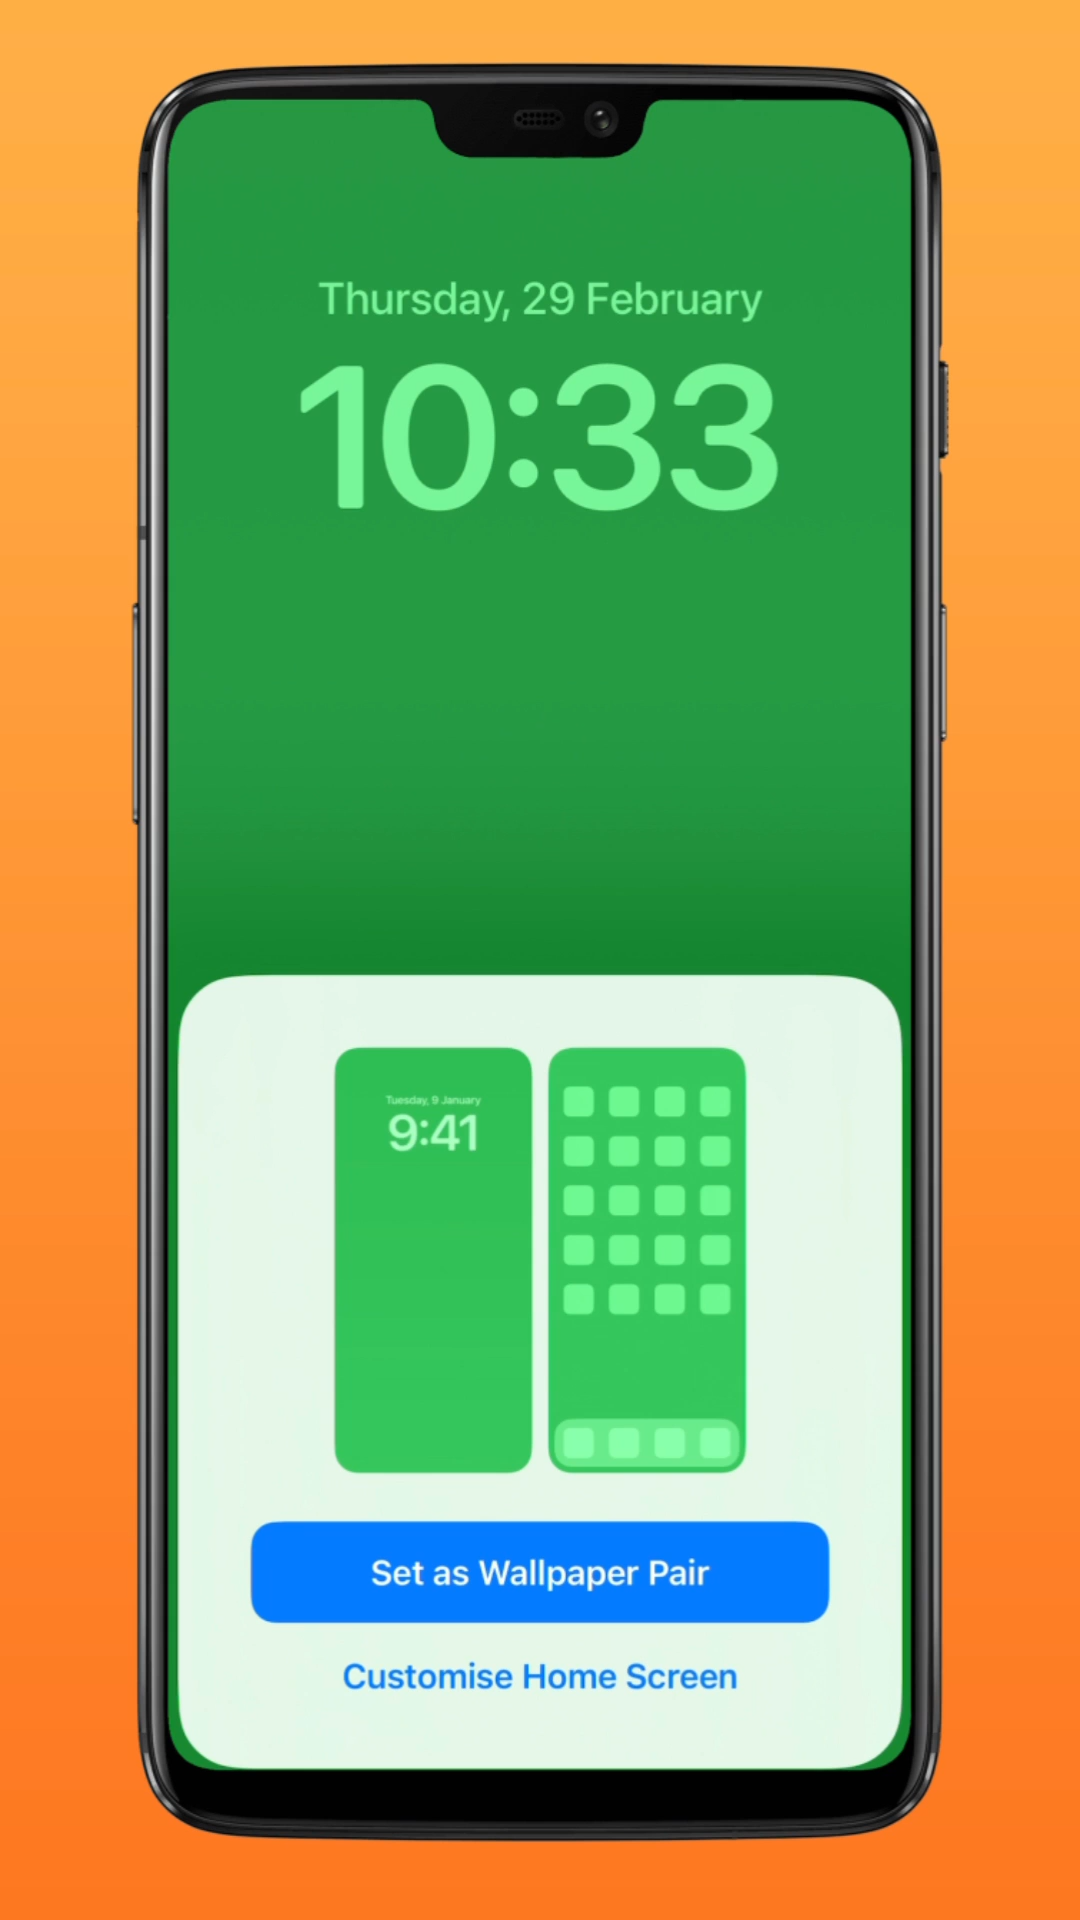 Thursday, 29 February
10:33
Tuesday, 9 January
9:41
Set as Wallpaper Pair
Customise Home Screen